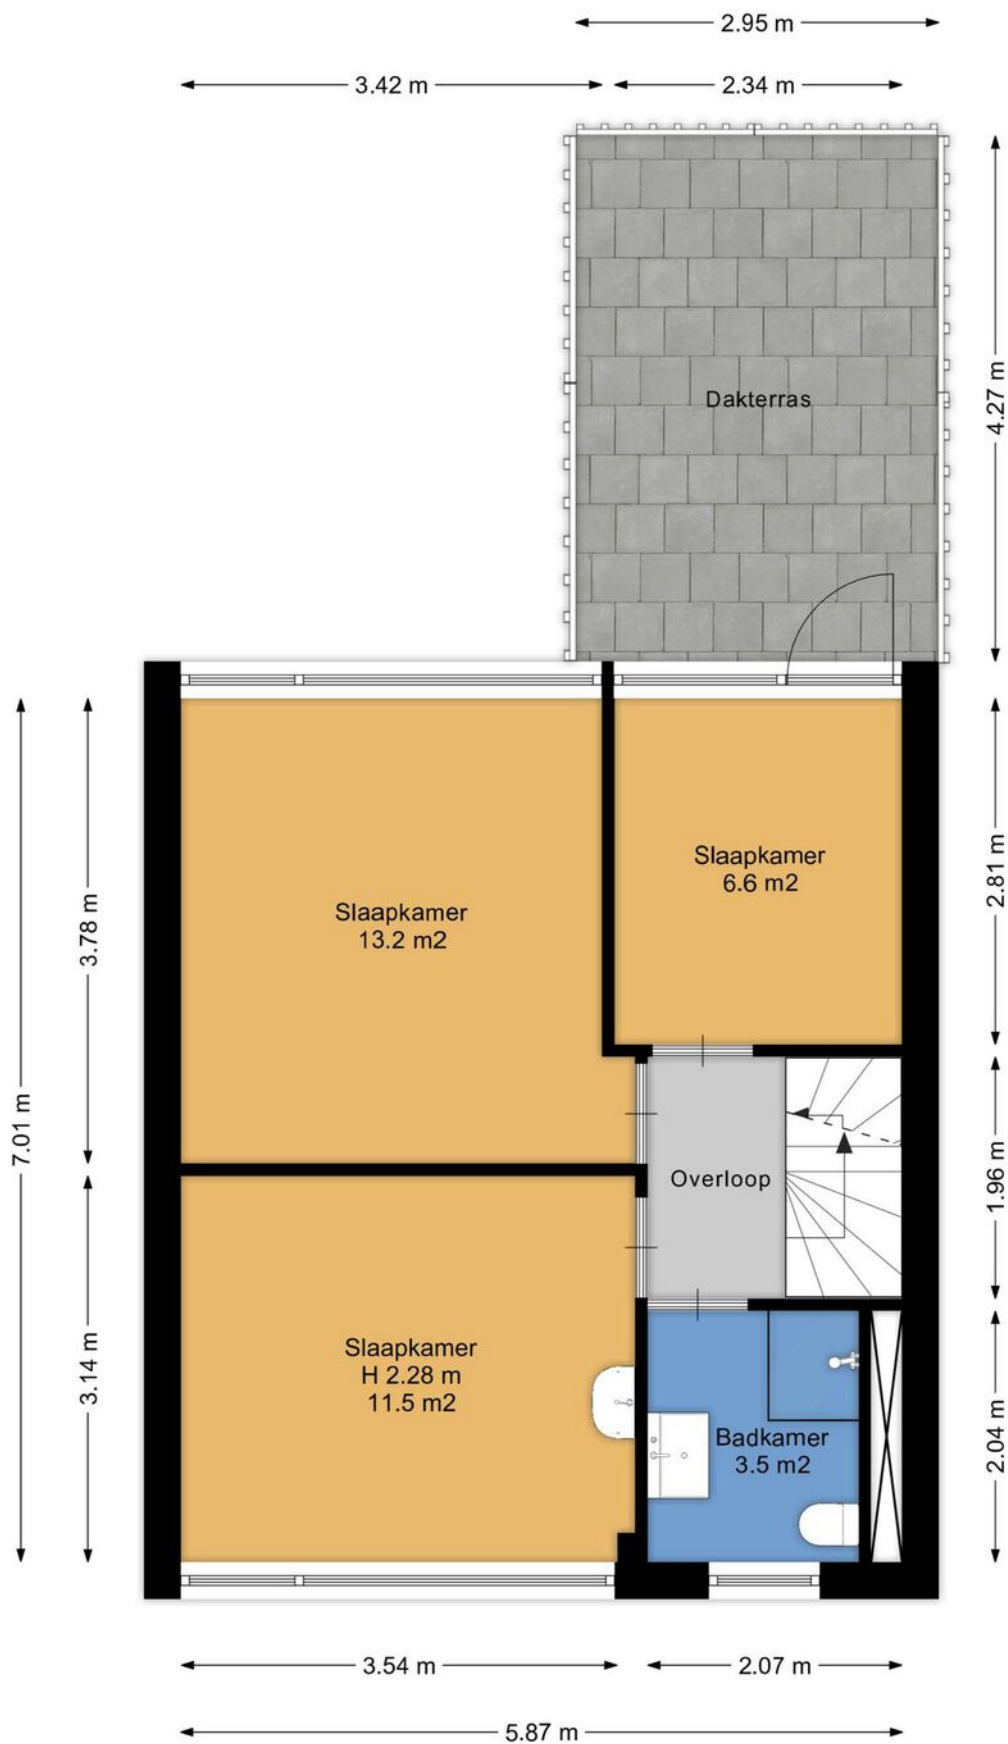 2.95 m
3.42 m
2.34 m
4.27 m
Dakterras
Slaapkamer
6.6 m2
2.81 m
Slaapkamer
13.2 m2
3.78 m
7.01 m
Overloop
1.96 m
Slaapkamer
H 2.28 m
11.5 m2
3.14 m
Badkamer
3.5 m2
2.04 m
3.54 m
2.07 m
5.87 m